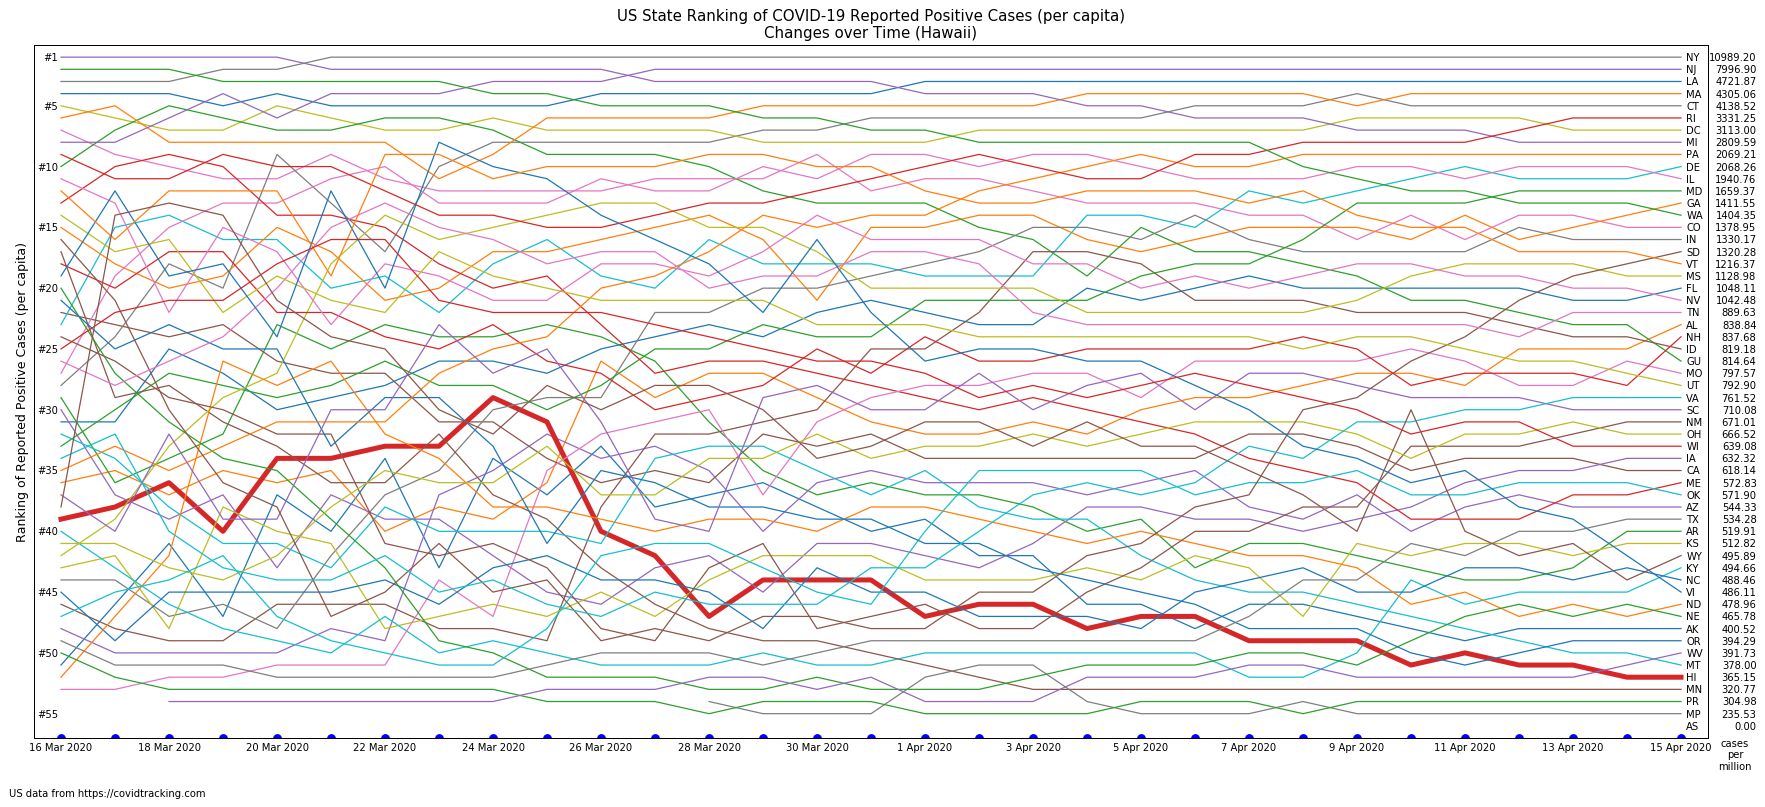 US State Ranking of COVID-19 Reported Positive Cases (per capita)
Changes over Time (Hawaii)
Ranking of Reported Positive Cases (per capita)
#1
#5
#10
#15
#20
#25
#30
#35
#40
#45
#50
#55
NY 10989.20
NJ 7996.90
LA 4721.87
MA 4305.06
CT 4138.52
RI 3331.25
DC 3113.00
MI 2809.59
PA 2069.21
DE 2068.26
IL 1940.76
MD 1659.37
GA 1411.55
WA 1404.35
CO 1378.95
IN 1330.17
SD 1320.28
VT 1216.37
MS 1128.98
FL 1048.11
NV 1042.48
TN 889.63
AL 838.84
NH 837.68
ID 819.18
GU 814.64
MO 797.57
UT 792.90
VA 761.52
SC 710.08
NM 671.01
OH 666.52
WI 639.08
IA 632.32
CA 618.14
ME 572.83
OK 571.90
AZ 544.33
TX 534.28
AR 519.91
KS 512.82
WY 495.89
KY 494.66
NC 488.46
VI 486.11
ND 478.96
NE 465.78
AK 400.52
OR 394.29
WV 391.73
MT 378.00
HI 365.15
MN 320.77
PR 304.98
MP 235.53
AS 0.00
16 Mar 2020 18 Mar 2020 20 Mar 2020 22 Mar 2020 24 Mar 2020 26 Mar 2020 28 Mar 2020 30 Mar 2020 1 Apr 2020 3 Apr 2020 5 Apr 2020 7 Apr 2020 9 Apr 2020 11 Apr 2020 13 Apr 2020 15 Apr 2020
cases
per
million
US data from https://covidtracking.com